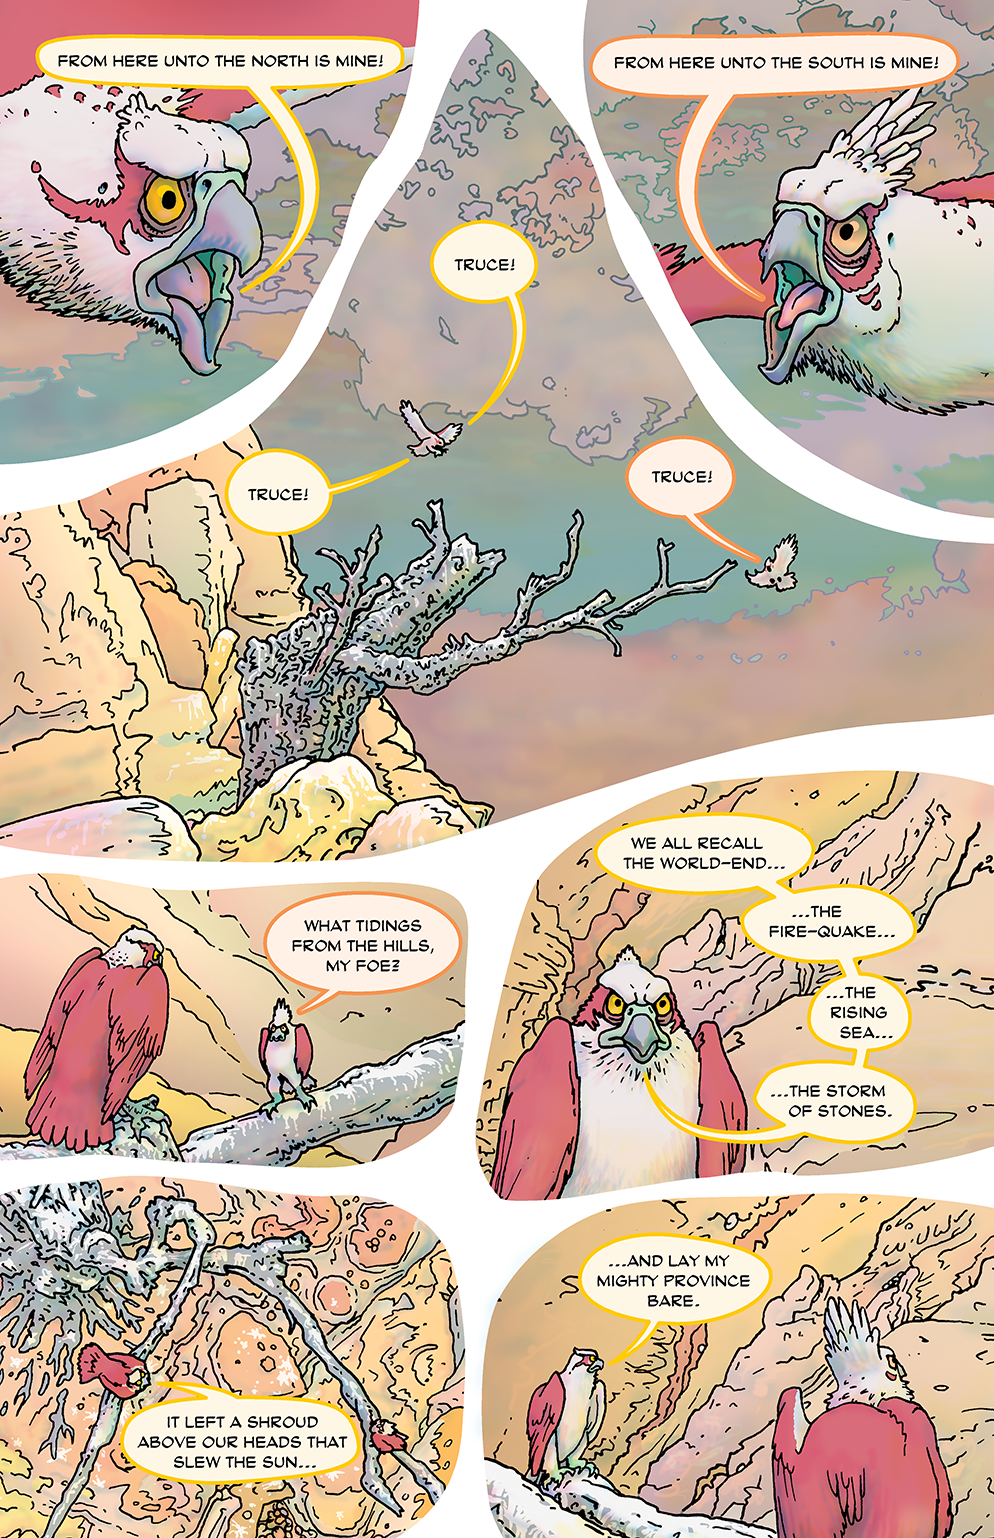 FROM HERE UNTO THE NORTH IS MINE!
FROM HERE UNTO THE SOUTH IS MINE!
TRUCE!
TRUCE!
TRUCE!
WHAT TIDINGS
FROM THE HILLS,
MY FOE?
WE ALL RECALL
THE WORLD-END...
...THE
FIRE-QUAKE...
...THE
RISING
SEA...
...THE STORM
OF STONES.
IT LEFT A SHROUD
ABOVE OUR HEADS THAT
SLEW THE SUN...
...AND LAY MY
MIGHTY PROVINCE
BARE.